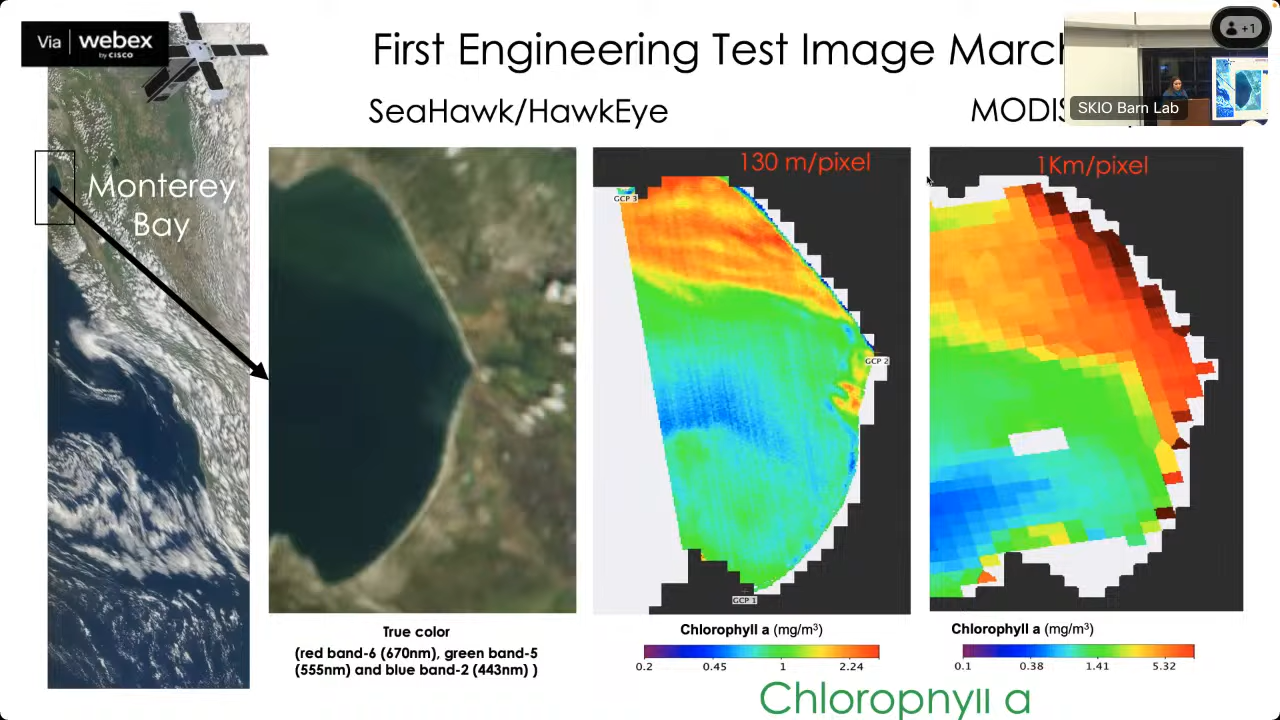 Via webex
by CISCO
First Engineering Test Image March
+1
SKIO Barn Lab
SeaHawk/HawkEye
MODIS
Monterey
Bay
130 m/pixel
1Km/pixel
GCP 3
GCP 2
GCP 1
True color
(red band-6 (670nm), green band-5
(555nm) and blue band-2 (443nm) )
Chlorophyll a (mg/m³)
0.2 0.45 1 2.24
Chlorophyll a (mg/m³)
0.1 0.38 1.41 5.32
Chlorophyll a